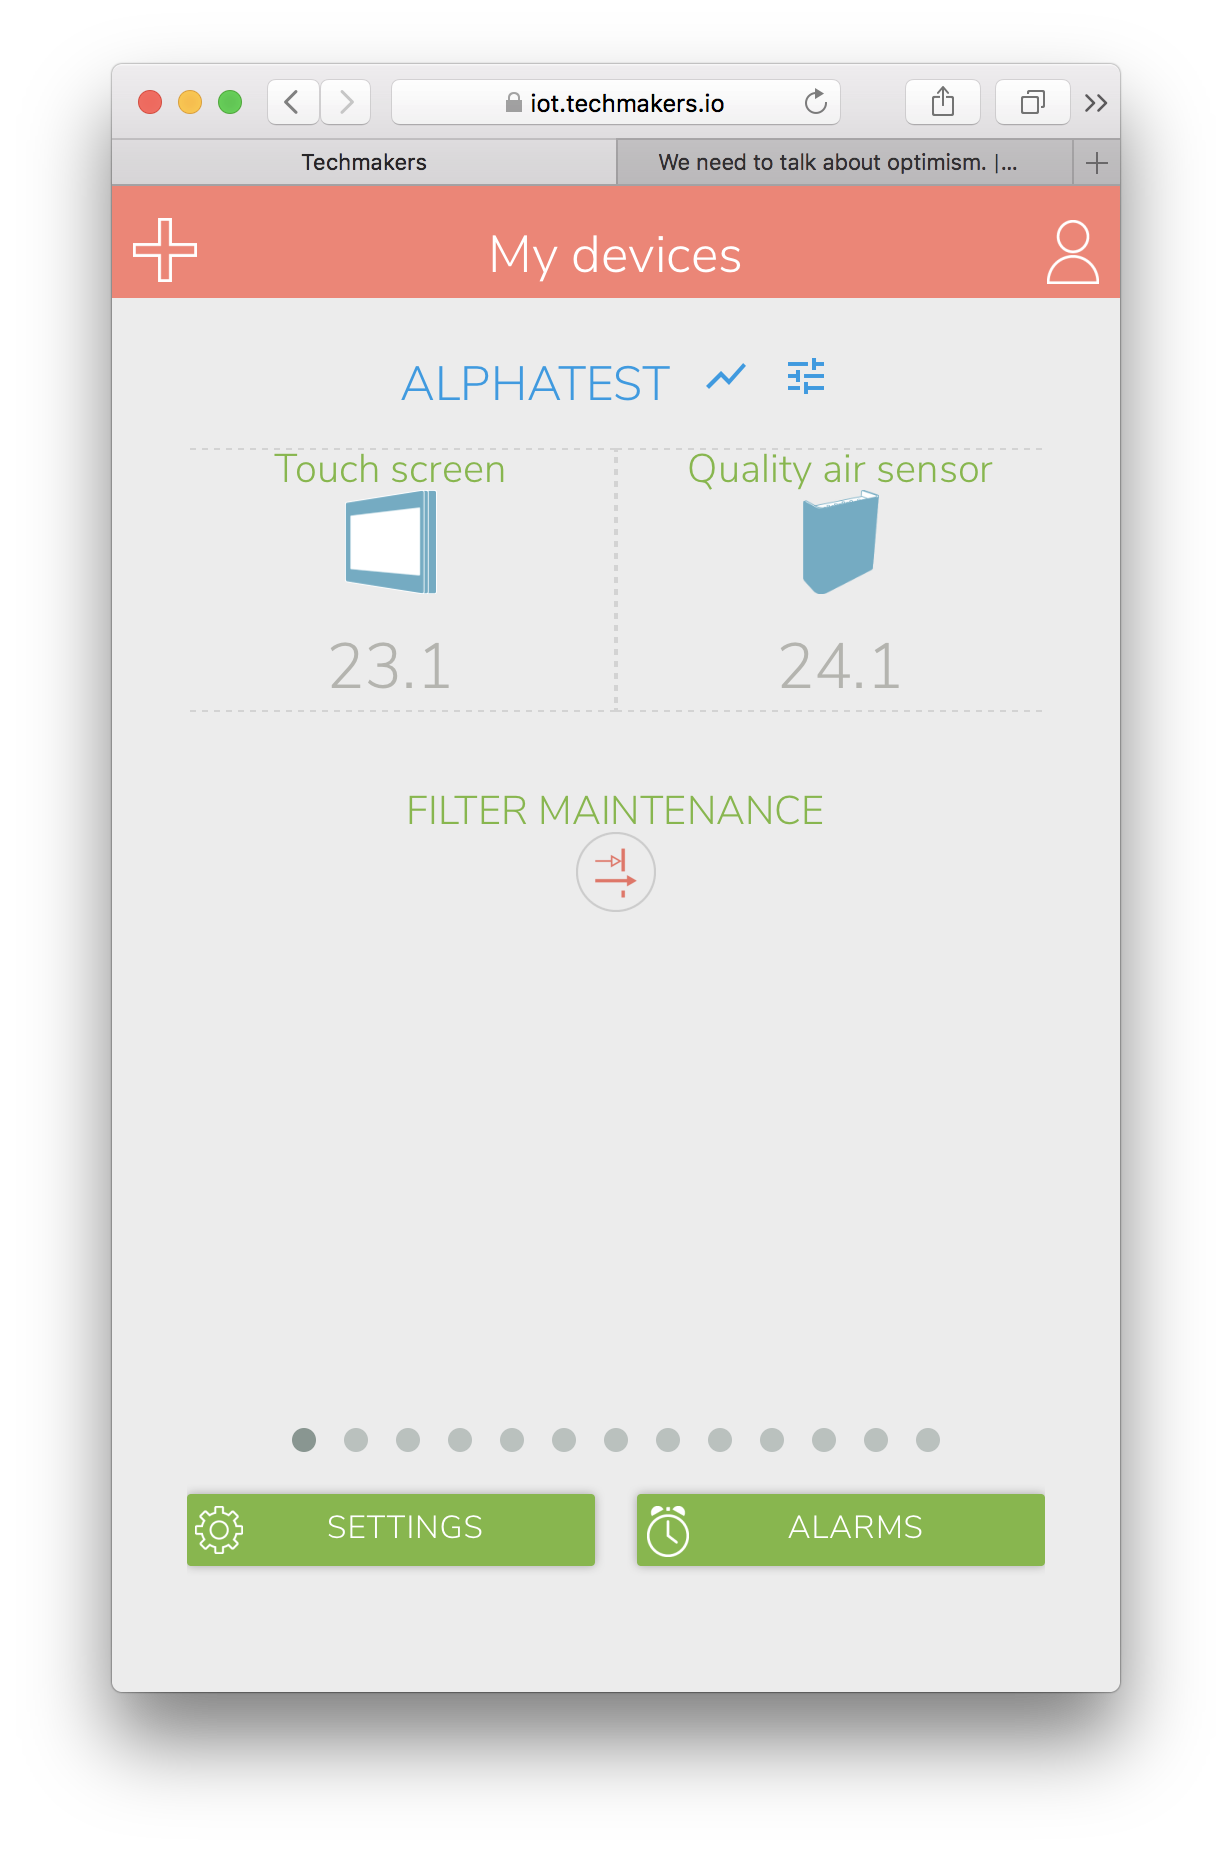 iot.techmakers.io
Techmakers
We need to talk about optimism. |...
My devices
ALPHATEST
Touch screen
Quality air sensor
23.1
24.1
FILTER MAINTENANCE
SETTINGS
ALARMS